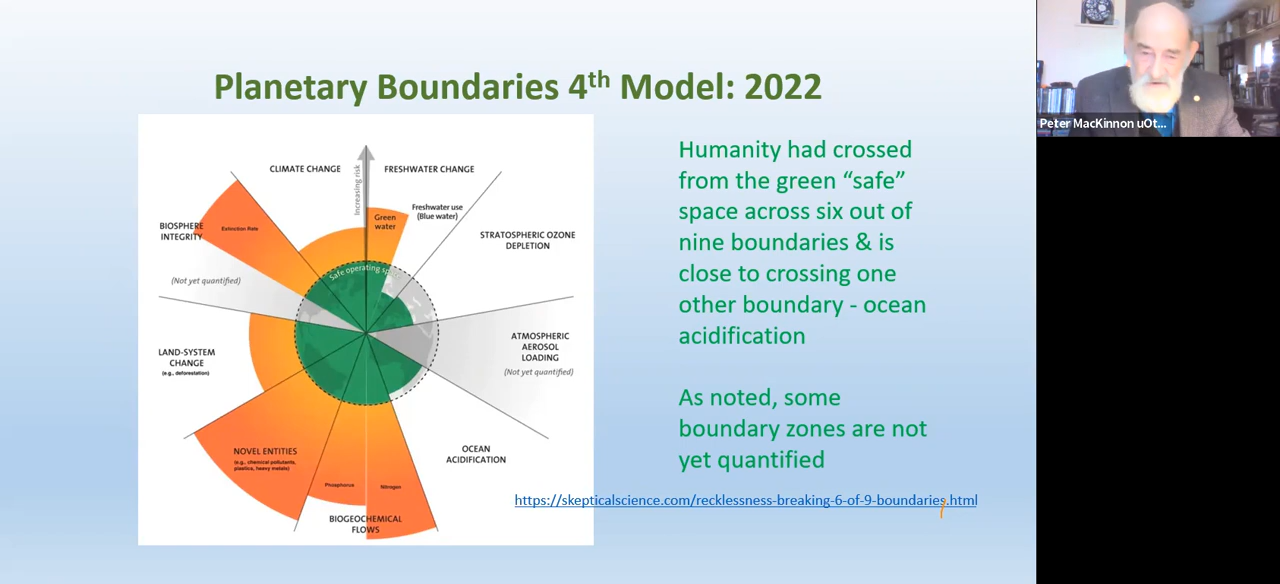 Planetary Boundaries 4th Model: 2022
CLIMATE CHANGE
FRESHWATER CHANGE
Increasing risk
Green
water
Freshwater use
(Blue water)
STRATOSPHERIC OZONE
DEPLETION
BIOSPHERE
INTEGRITY
Extinction Rate
(Not yet quantified)
Safe operating
ATMOSPHERIC
AEROSOL
LOADING
(Not yet quantified)
LAND-SYSTEM
CHANGE
(e.g., deforestation)
NOVEL ENTITIES
(e.g., chemical pollutants,
plastics, heavy metals)
OCEAN
ACIDIFICATION
Phosphorus
Nitrogen
BIOGEOCHEMICAL
FLOWS
Humanity had crossed
from the green “safe”
space across six out of
nine boundaries & is
close to crossing one
other boundary - ocean
acidification
As noted, some
boundary zones are not
yet quantified
https://skepticalscience.com/recklessness-breaking-6-of-9-boundaries.html
Peter MacKinnon uOt...